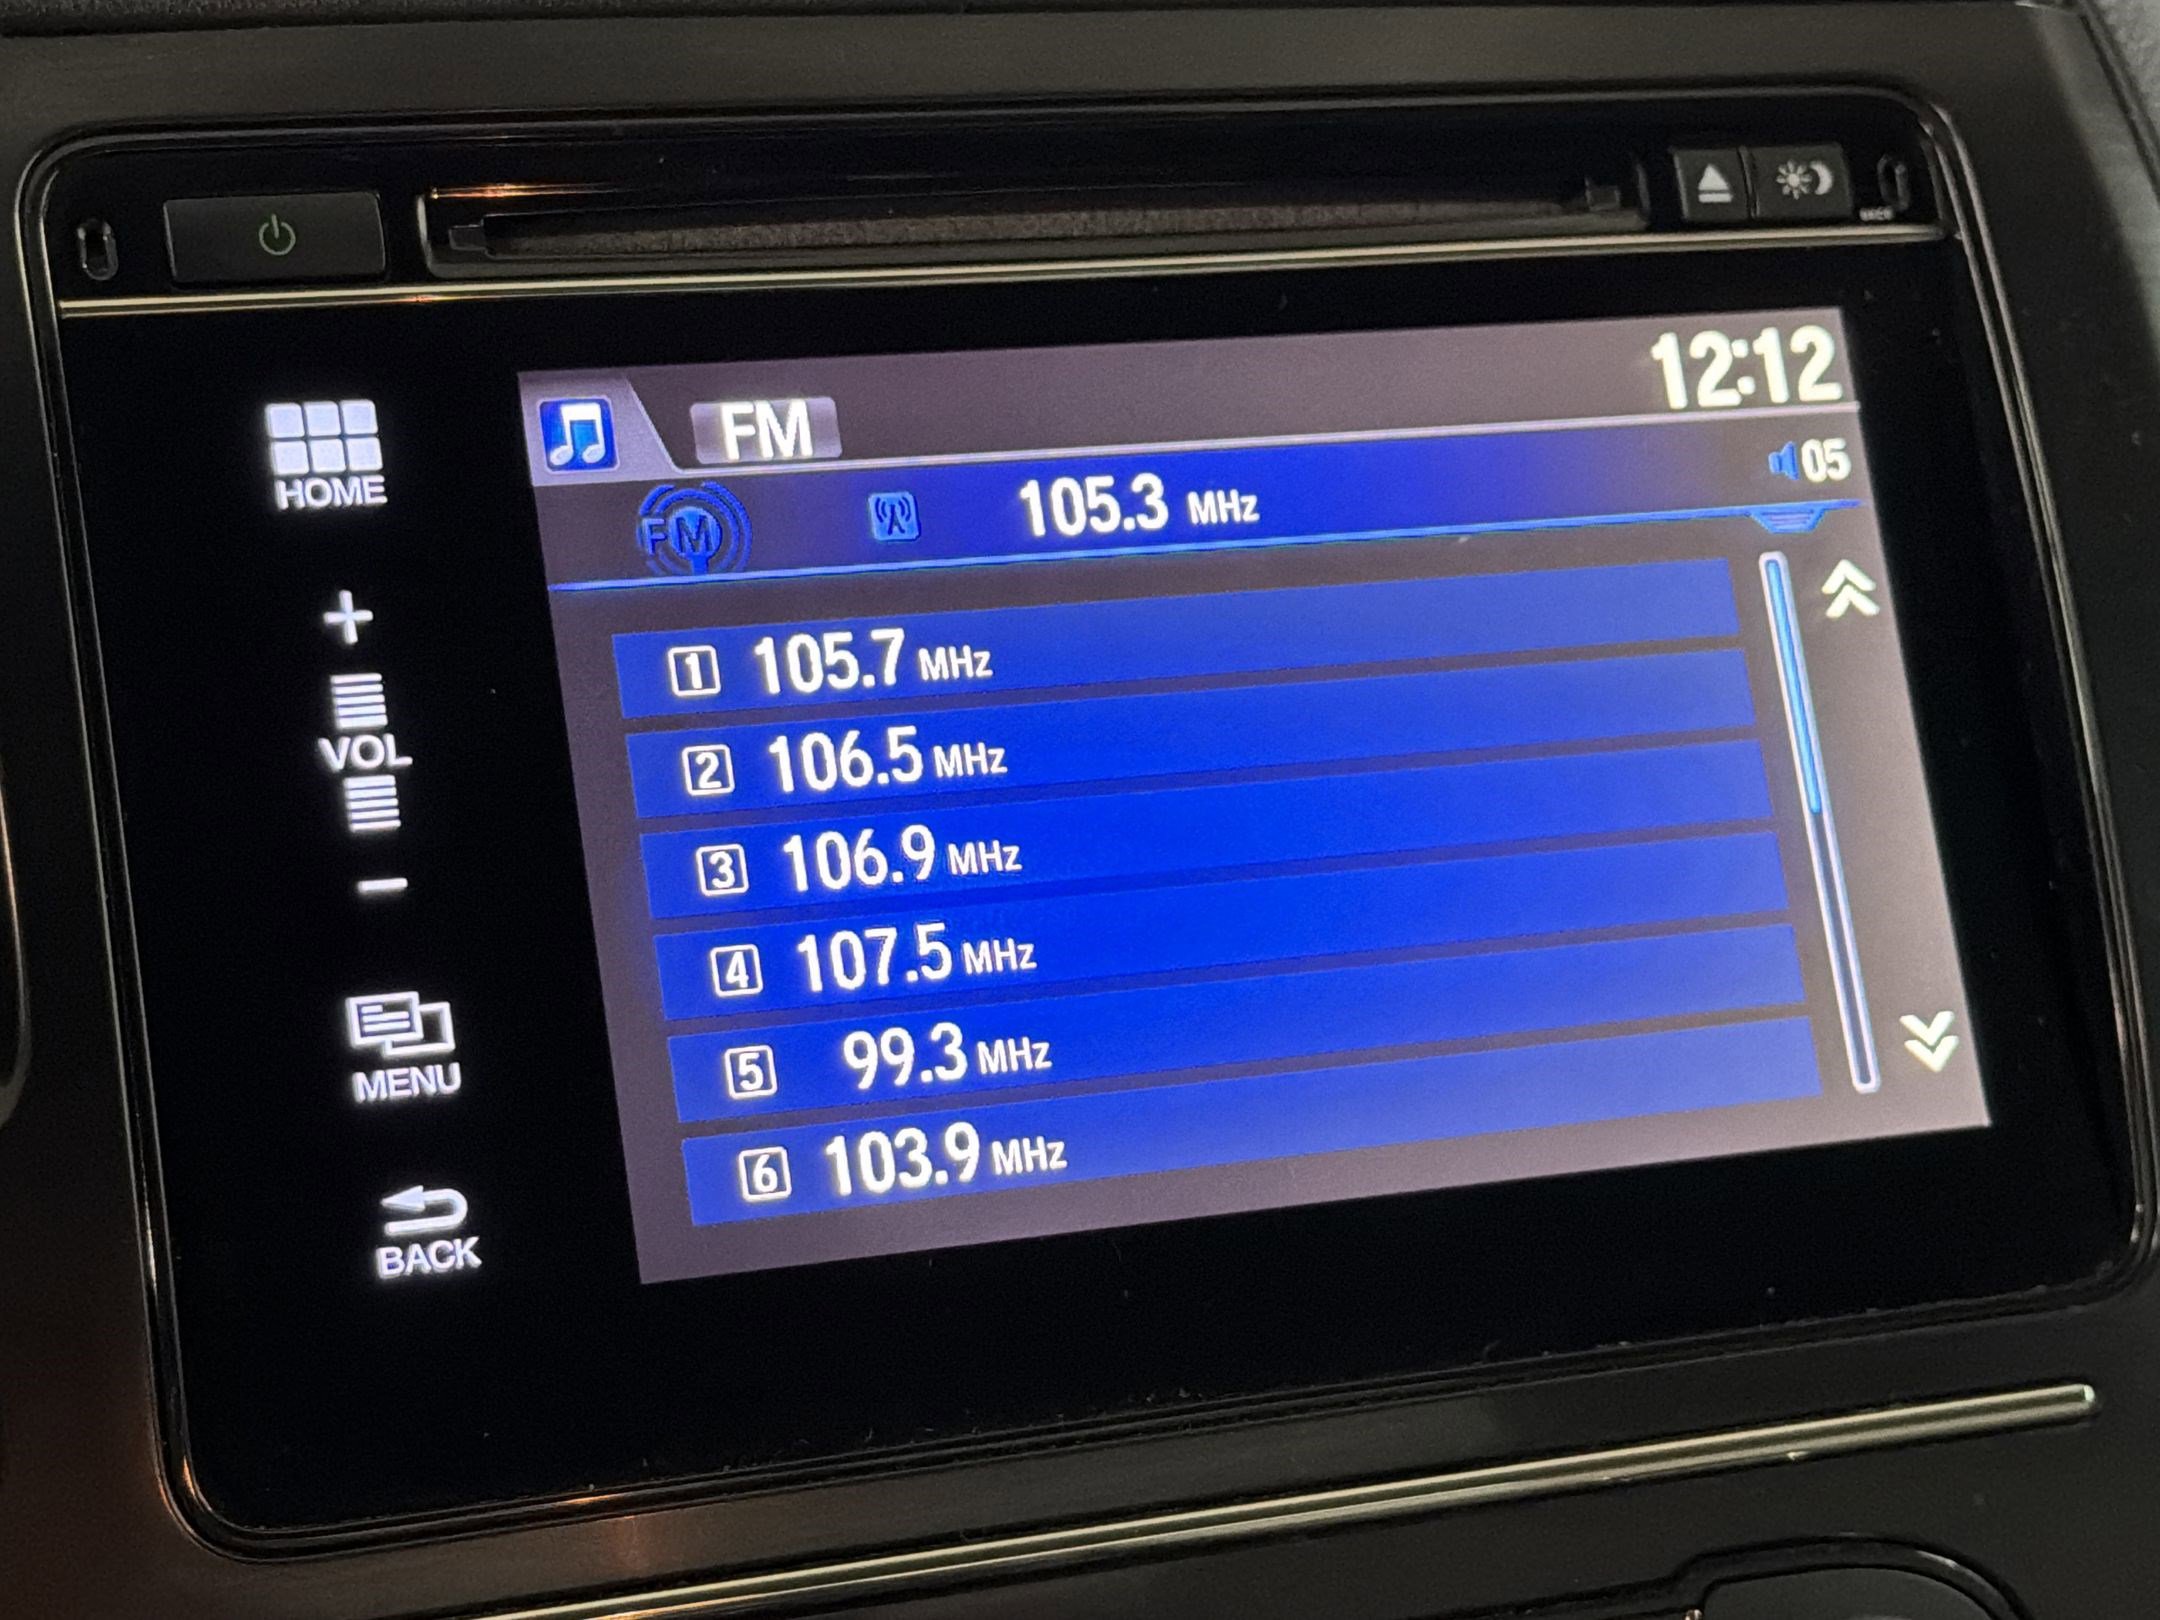 HOME
+
VOL
−
MENU
BACK
12:12
FM
05
FM
105.3 MHz
1 105.7 MHz
2 106.5 MHz
3 106.9 MHz
4 107.5 MHz
5 99.3 MHz
6 103.9 MHz